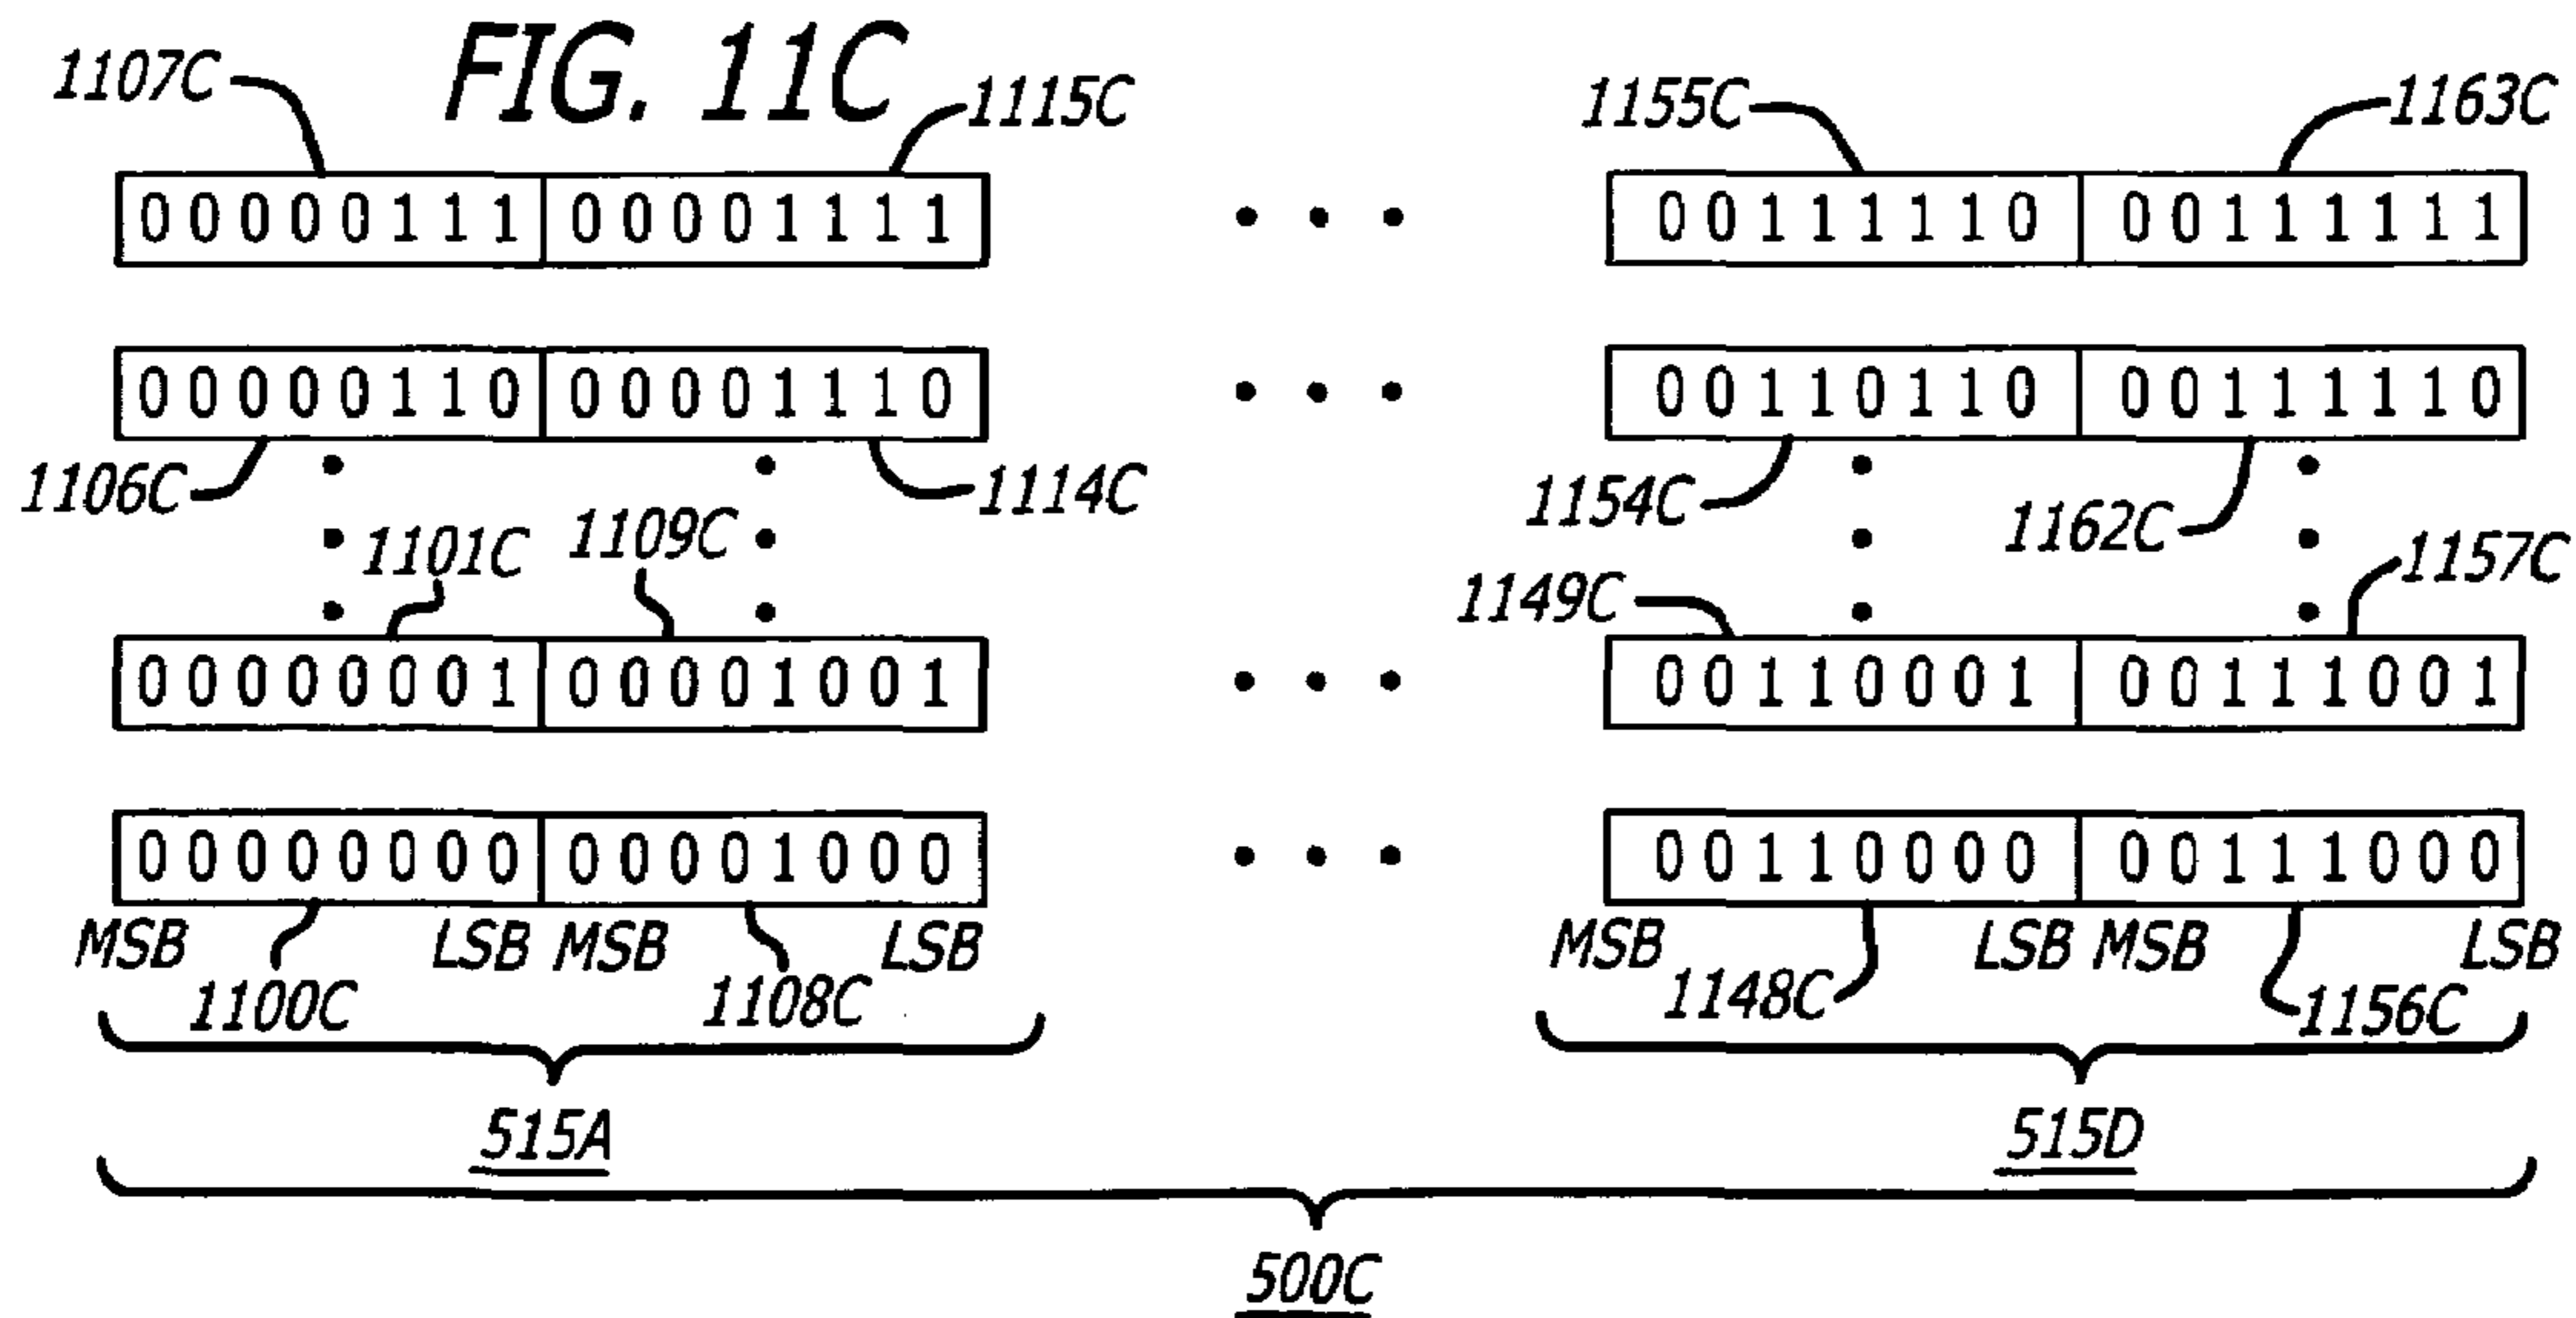 FIG. 11C
1107C 1115C 1155C 1163C
00000111 00001111 00111110 00111111
00000110 00001110 00110110 00111110
1106C 1114C 1154C 1162C
1101C 1109C 1149C 1157C
00000001 00001001 00110001 00111001
00000000 00001000 00110000 00111000
MSB LSB MSB LSB MSB LSB MSB LSB
1100C 1108C 1148C 1156C
515A 515D
500C